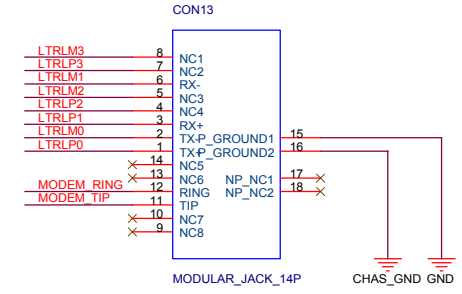 CON13
LTRLM3 8 NC1
LTRLP3 7 NC2
LTRLM1 6 RX-
LTRLM2 5 NC3
LTRLP2 4 NC4
LTRLP1 3 RX+
LTRLM0 2 TX- P_GROUND1 15
LTRLP0 1 TX+ P_GROUND2 16
14 NC5
13 NC6 NP_NC1 17
MODEM_RING 12 RING NP_NC2 18
MODEM_TIP 11 TIP
10 NC7
9 NC8
MODULAR_JACK_14P CHAS_GND GND